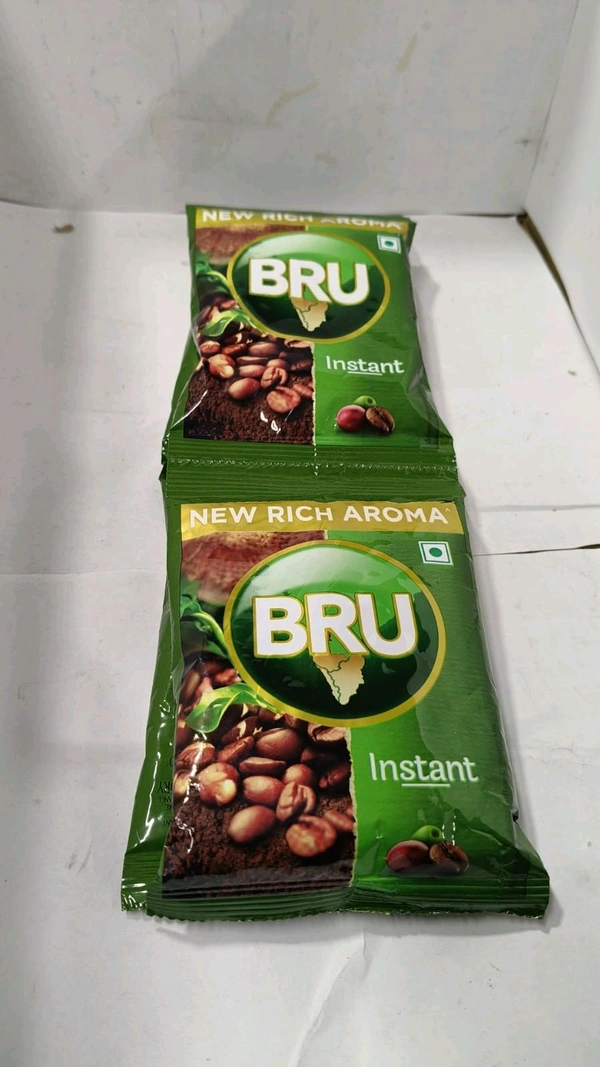 NEW RICH AROMA
BRU
Instant
NEW RICH AROMA*
BRU
Instant